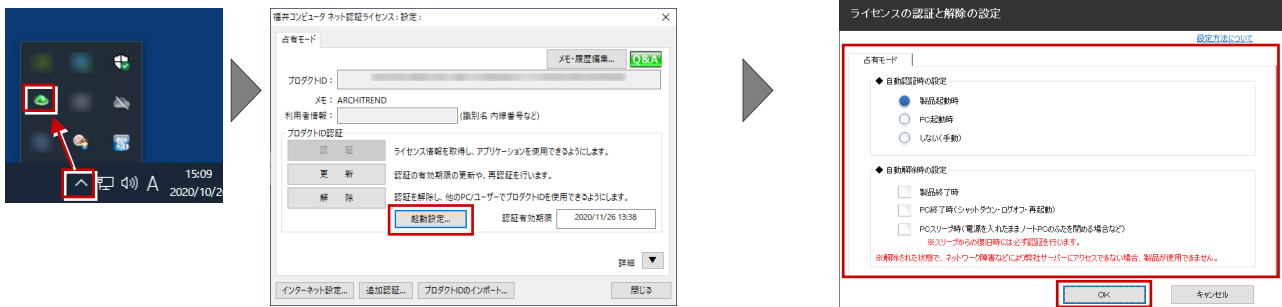 15:09
A
2020/10/2
福井コンピュータ ネット認証ライセンス : 設定 :
占有モード
メモ・履歴編集...
Q&A
プロダクトID :
メモ : ARCHITREND
利用者情報 :
(識別名 内線番号など)
プロダクトID認証
認 証
ライセンス情報を取得し、アプリケーションを使用できるようにします。
更 新
認証の有効期限の更新や、再認証を行います。
解 除
認証を解除し、他のPC/ユーザーでプロダクトIDを使用できるようにします。
起動設定...
認証有効期限
2020/11/26 13:38
詳細
インターネット設定...
追加認証...
プロダクトIDのインポート...
閉じる
ライセンスの認証と解除の設定
設定方法について
占有モード
◆ 自動認証時の設定
製品起動時
PC起動時
しない(手動)
◆ 自動解除時の設定
製品終了時
PC終了時(シャットダウン・ログオフ・再起動)
PCスリープ時(電源を入れたままノートPCのふたを閉める場合など)
※スリープからの復旧時には必ず認証を行います。
※解除された状態で、ネットワーク障害などにより弊社サーバーにアクセスできない場合、製品が使用できません。
OK
キャンセル